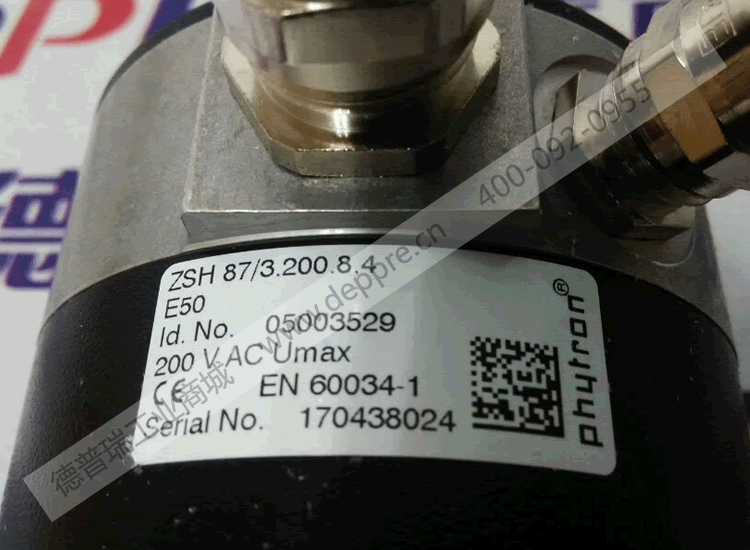 ZSH 87/3.200.8.4
E50
Id. No. 05003529
200 V AC Umax
CE EN 60034-1
Serial No. 170438024
phytron®
德普瑞工业商城 www.deppre.cn 400-092-0955